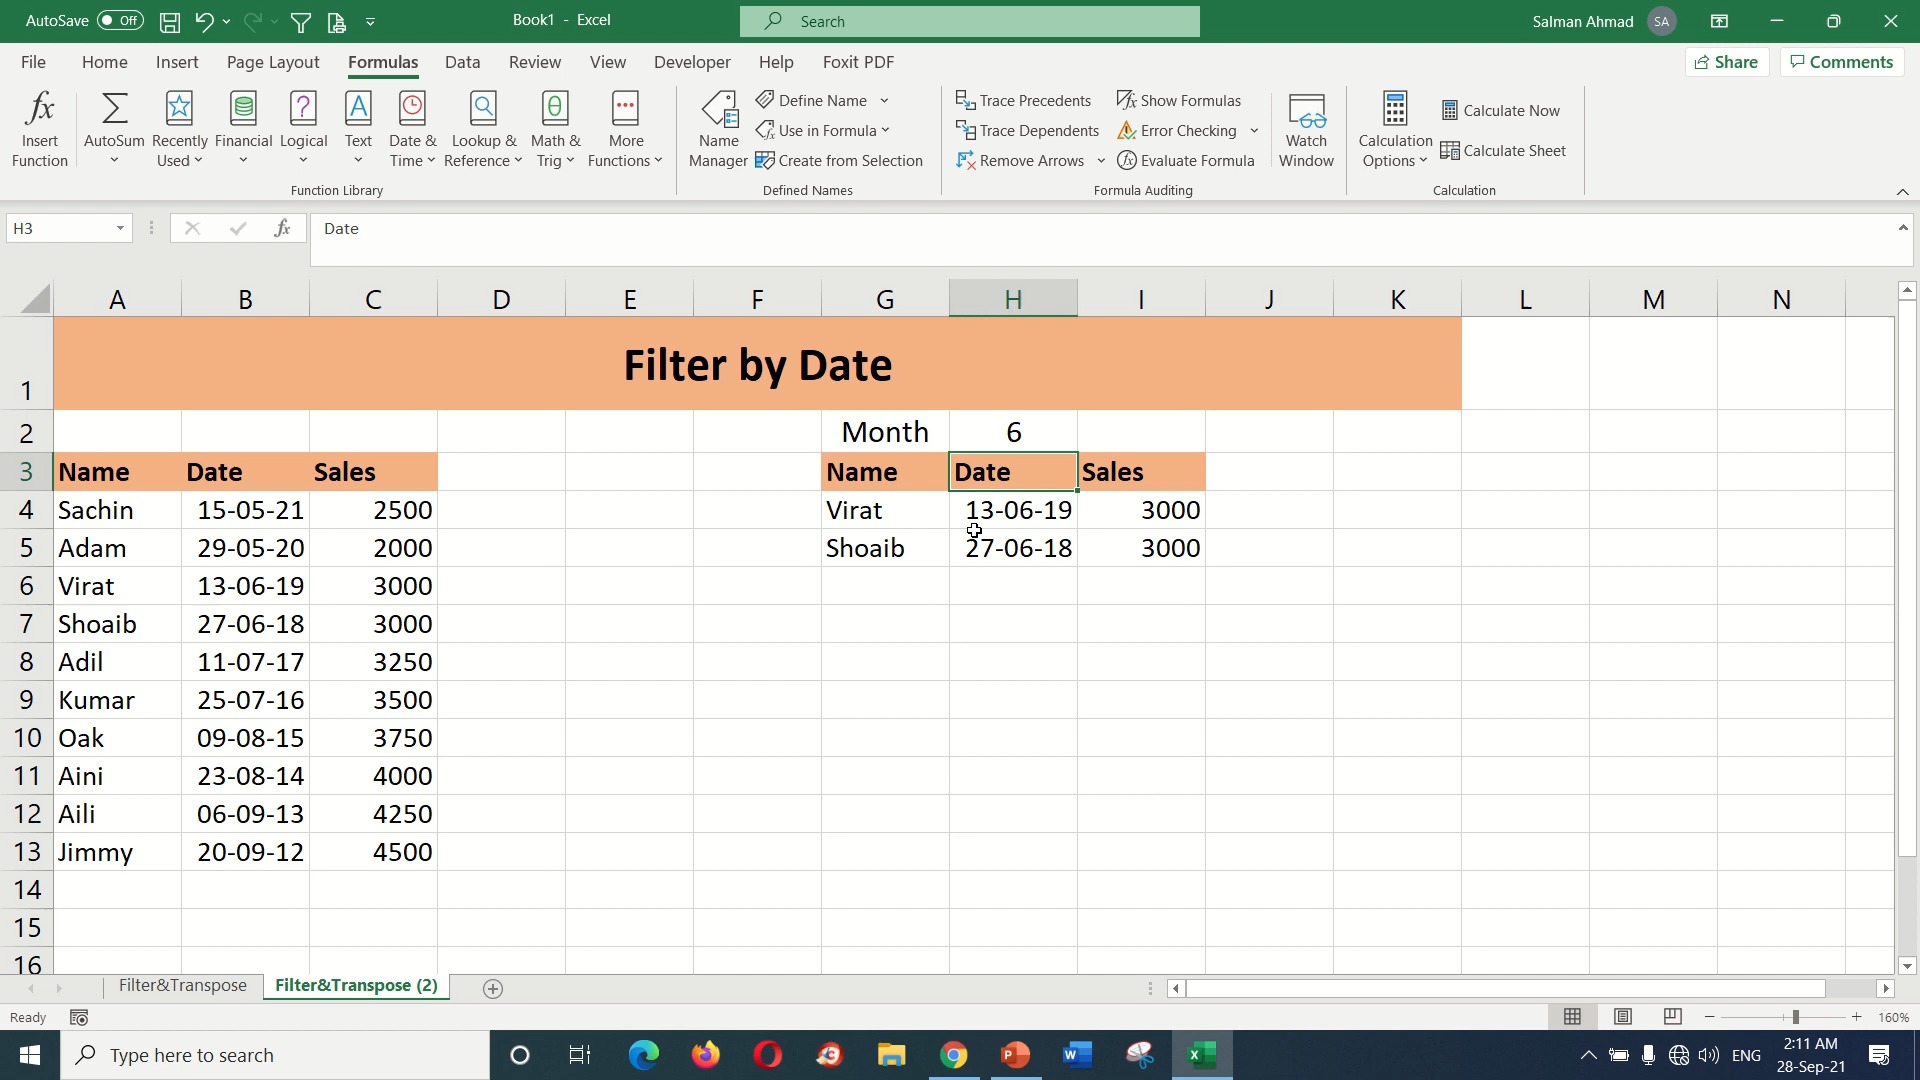 AutoSave Off
Book1 - Excel
Search
Salman Ahmad SA
File Home Insert Page Layout Formulas Data Review View Developer Help Foxit PDF
Share Comments
Insert Function
AutoSum
Recently Used
Financial
Logical
Text
Date & Time
Lookup & Reference
Math & Trig
More Functions
Function Library
Name Manager
Define Name
Use in Formula
Create from Selection
Defined Names
Trace Precedents
Trace Dependents
Remove Arrows
Show Formulas
Error Checking
Evaluate Formula
Formula Auditing
Watch Window
Calculation Options
Calculate Now
Calculate Sheet
Calculation
H3 fx Date
A B C D E F G H I J K L M N
1 Filter by Date
2 Month 6
3 Name Date Sales Name Date Sales
4 Sachin 15-05-21 2500 Virat 13-06-19 3000
5 Adam 29-05-20 2000 Shoaib 27-06-18 3000
6 Virat 13-06-19 3000
7 Shoaib 27-06-18 3000
8 Adil 11-07-17 3250
9 Kumar 25-07-16 3500
10 Oak 09-08-15 3750
11 Aini 23-08-14 4000
12 Aili 06-09-13 4250
13 Jimmy 20-09-12 4500
14
15
16
Filter&Transpose Filter&Transpose (2)
Ready 160%
Type here to search
ENG
2:11 AM
28-Sep-21